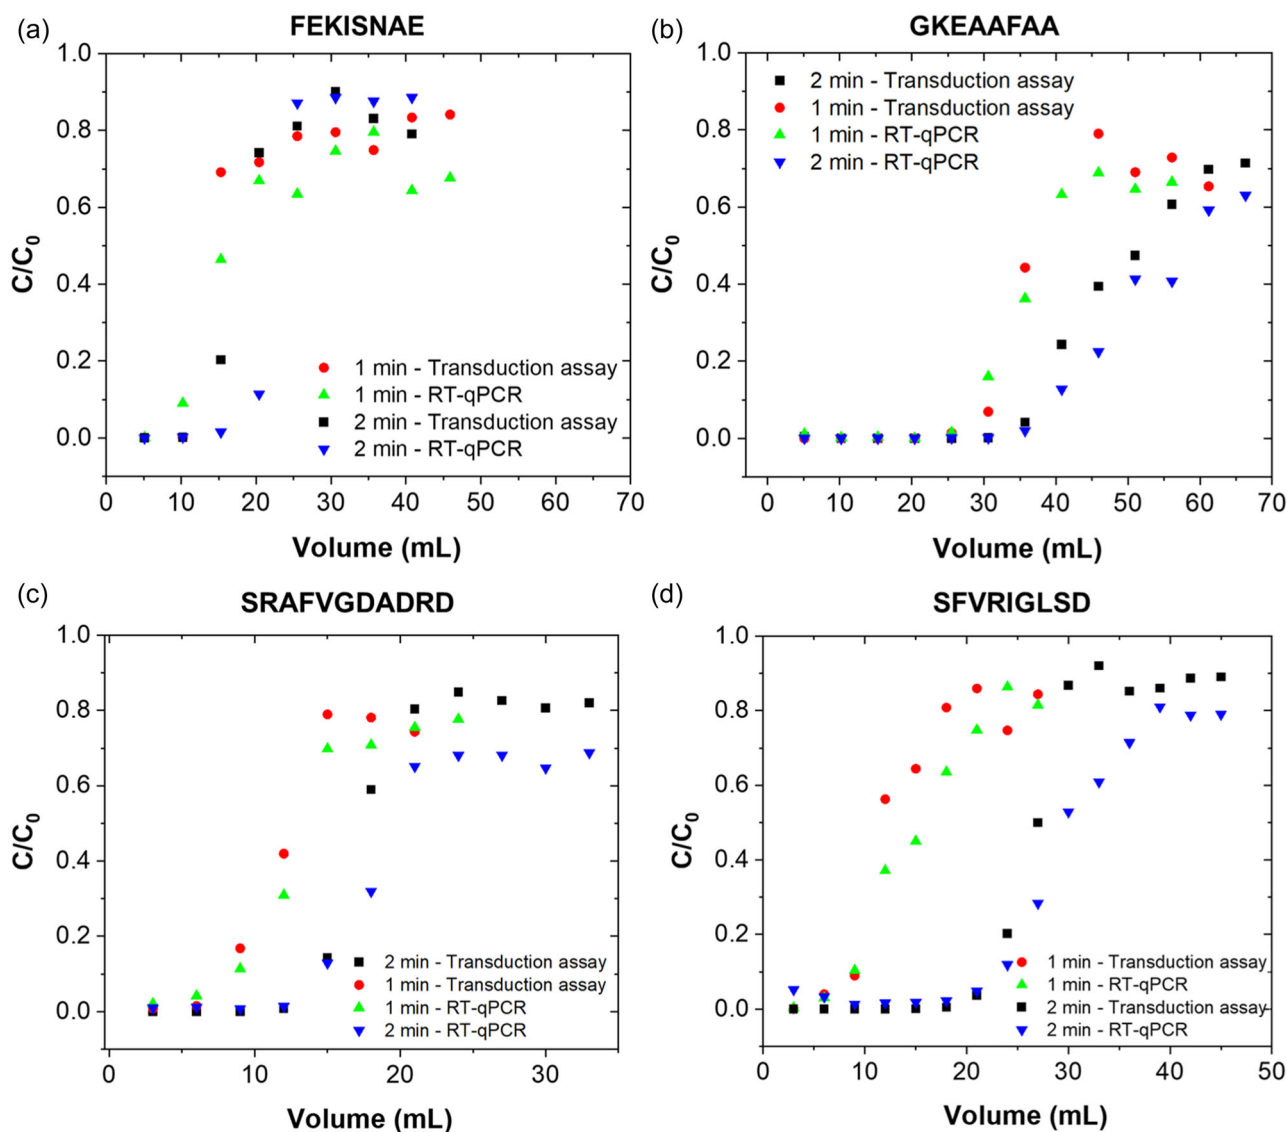 (a)
FEKISNAE
1.0
0.8
0.6
0.4
0.2
0.0
C/C₀
1 min - Transduction assay
1 min - RT-qPCR
2 min - Transduction assay
2 min - RT-qPCR
0 10 20 30 40 50 60 70
Volume (mL)
(b)
GKEAAFAA
1.0
0.8
0.6
0.4
0.2
0.0
C/C₀
2 min - Transduction assay
1 min - Transduction assay
1 min - RT-qPCR
2 min - RT-qPCR
0 10 20 30 40 50 60 70
Volume (mL)
(c)
SRAFVGDADRD
1.0
0.8
0.6
0.4
0.2
0.0
C/C₀
2 min - Transduction assay
1 min - Transduction assay
1 min - RT-qPCR
2 min - RT-qPCR
0 10 20 30
Volume (mL)
(d)
SFVRIGLSD
1.0
0.8
0.6
0.4
0.2
0.0
C/C₀
1 min - Transduction assay
1 min - RT-qPCR
2 min - Transduction assay
2 min - RT-qPCR
0 10 20 30 40 50
Volume (mL)